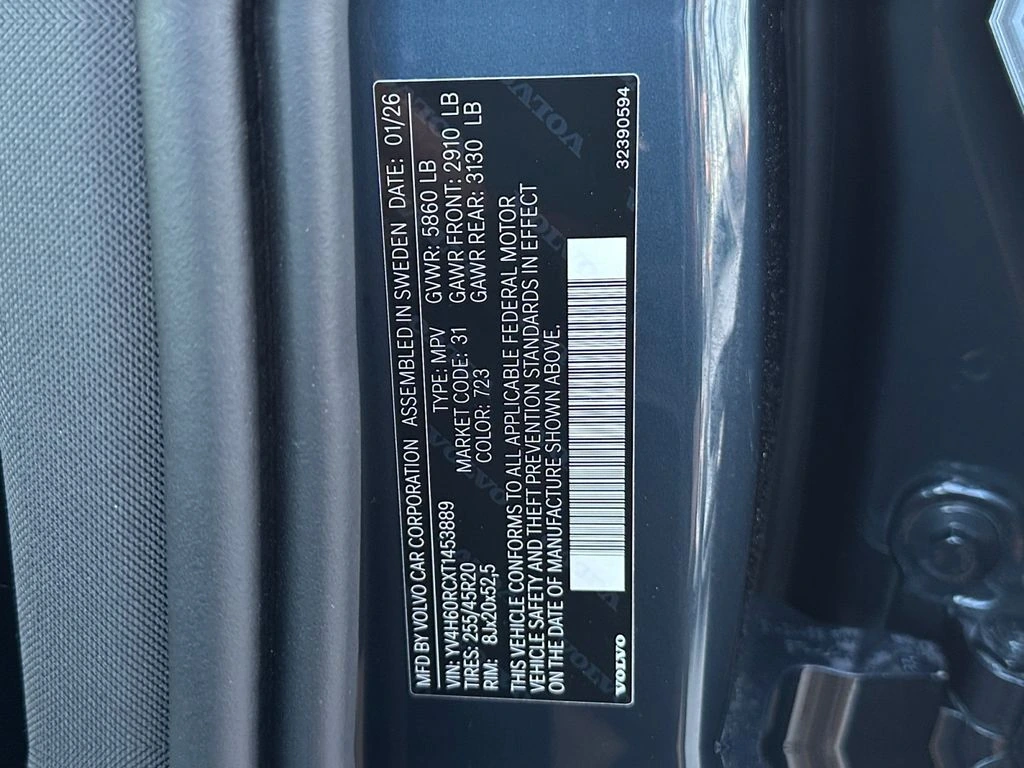 MFD BY VOLVO CAR CORPORATION ASSEMBLED IN SWEDEN DATE: 01/26
VIN: YV4H60RCXT1453889 TYPE: MPV GVWR: 5860 LB
TIRES: 255/45R20 MARKET CODE: 31 GAWR FRONT: 2910 LB
RIM: 8Jx20x52,5 COLOR: 723 GAWR REAR: 3130 LB
THIS VEHICLE CONFORMS TO ALL APPLICABLE FEDERAL MOTOR
VEHICLE SAFETY AND THEFT PREVENTION STANDARDS IN EFFECT
ON THE DATE OF MANUFACTURE SHOWN ABOVE.
VOLVO 32390594